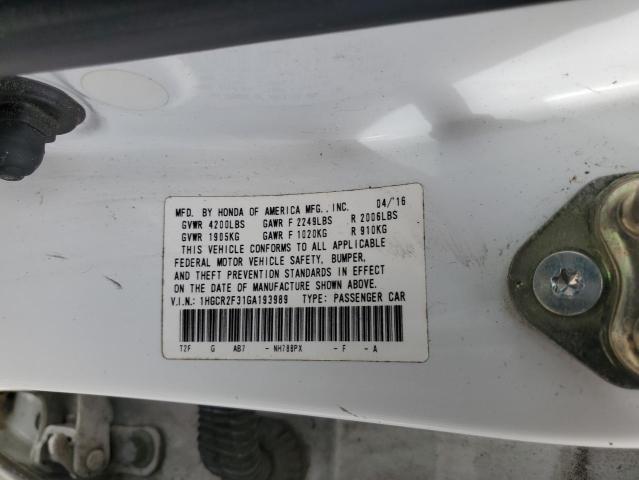 MFD. BY HONDA OF AMERICA MFG.,INC. 04/'16
GVWR 4200LBS GAWR F 2249LBS R 2006LBS
GVWR 1905KG GAWR F 1020KG R 910KG
THIS VEHICLE CONFORMS TO ALL APPLICABLE
FEDERAL MOTOR VEHICLE SAFETY, BUMPER,
AND THEFT PREVENTION STANDARDS IN EFFECT
ON THE DATE OF MANUFACTURE SHOWN ABOVE.
V.I.N.: 1HGCR2F31GA193989 TYPE: PASSENGER CAR
T2F G AB7 - NH788PX - F - A